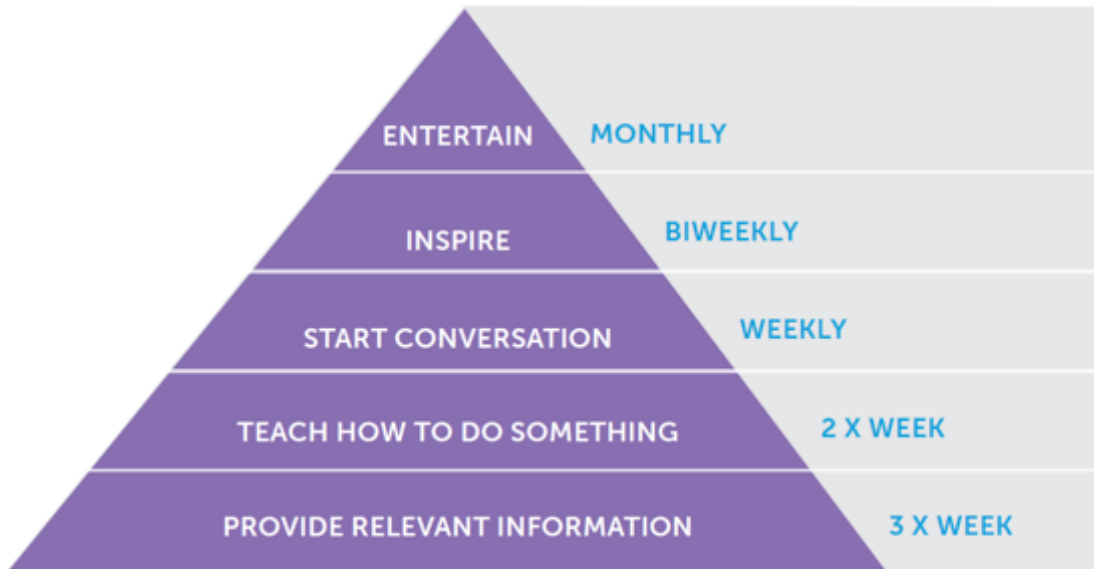 ENTERTAIN MONTHLY
INSPIRE BIWEEKLY
START CONVERSATION WEEKLY
TEACH HOW TO DO SOMETHING 2 X WEEK
PROVIDE RELEVANT INFORMATION 3 X WEEK